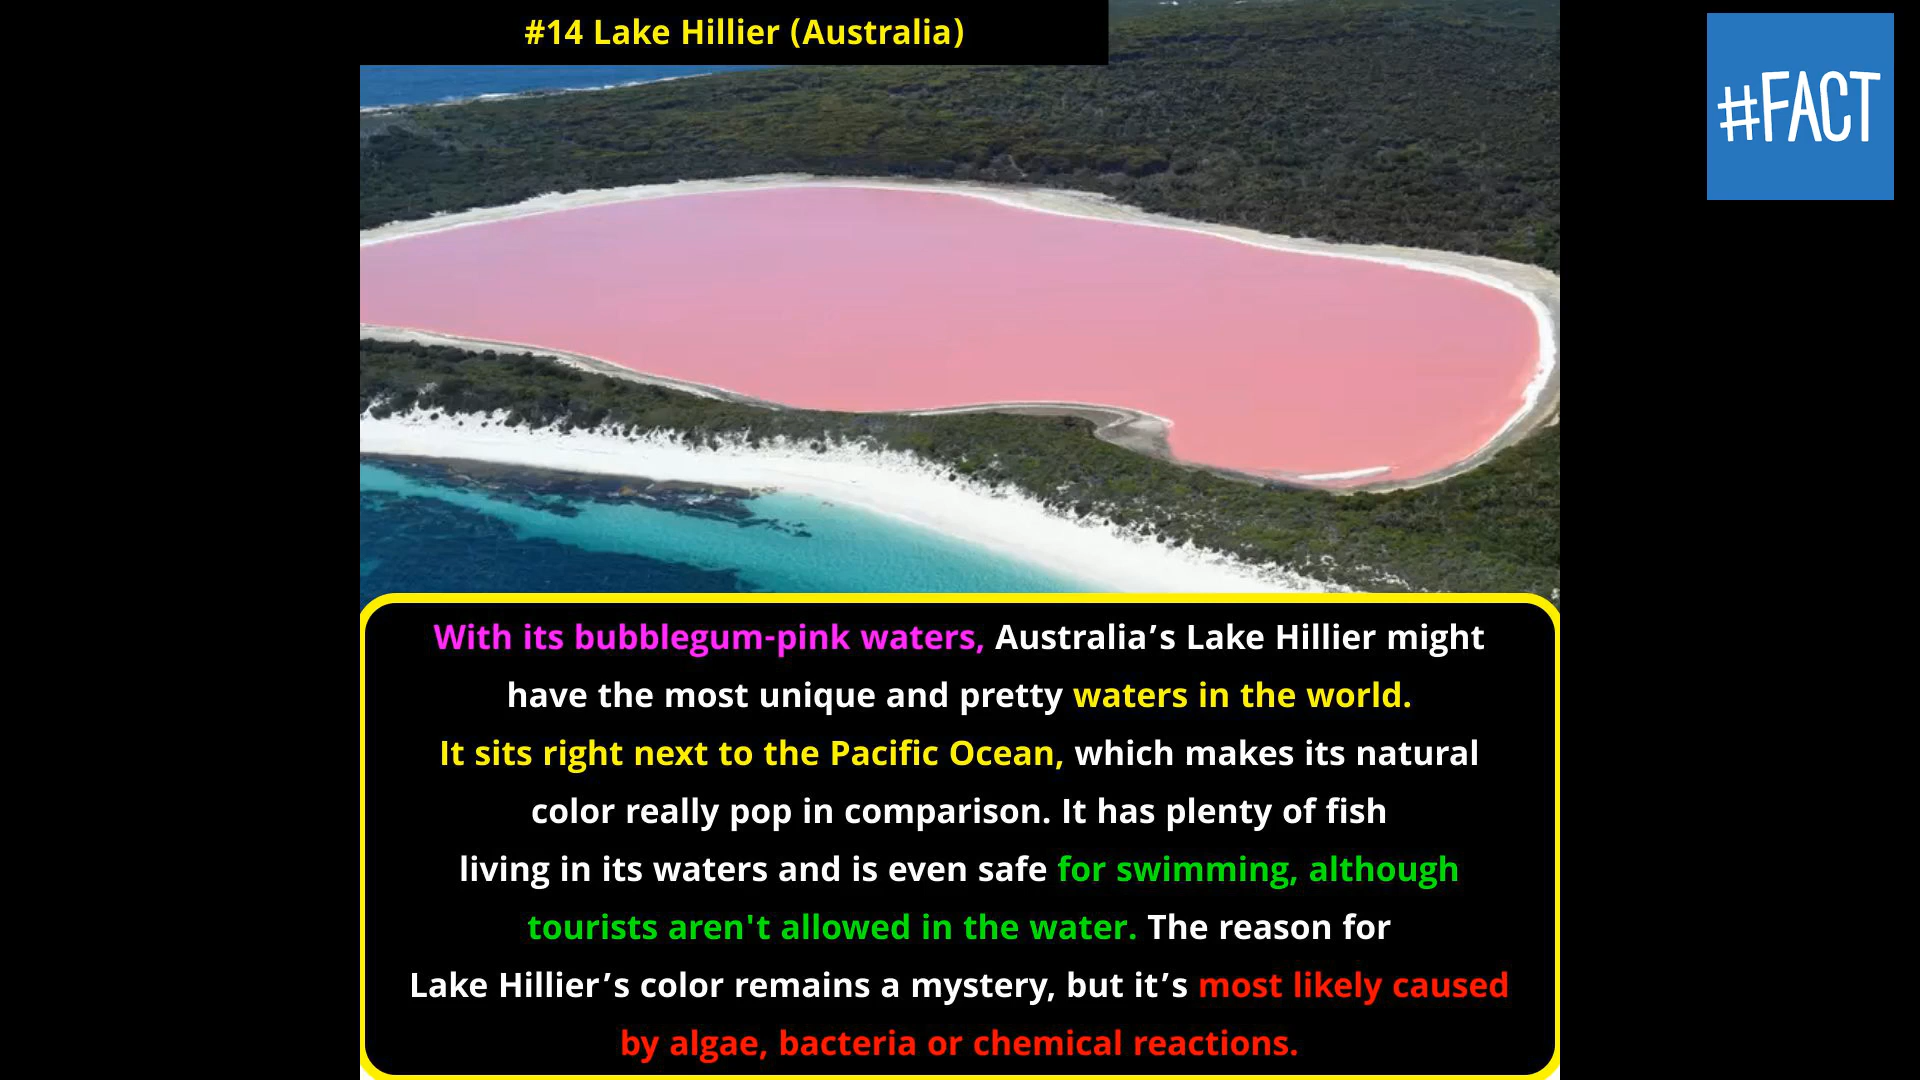 #14 Lake Hillier (Australia)
#FACT
With its bubblegum-pink waters, Australia’s Lake Hillier might
have the most unique and pretty waters in the world.
It sits right next to the Pacific Ocean, which makes its natural
color really pop in comparison. It has plenty of fish
living in its waters and is even safe for swimming, although
tourists aren't allowed in the water. The reason for
Lake Hillier’s color remains a mystery, but it’s most likely caused
by algae, bacteria or chemical reactions.